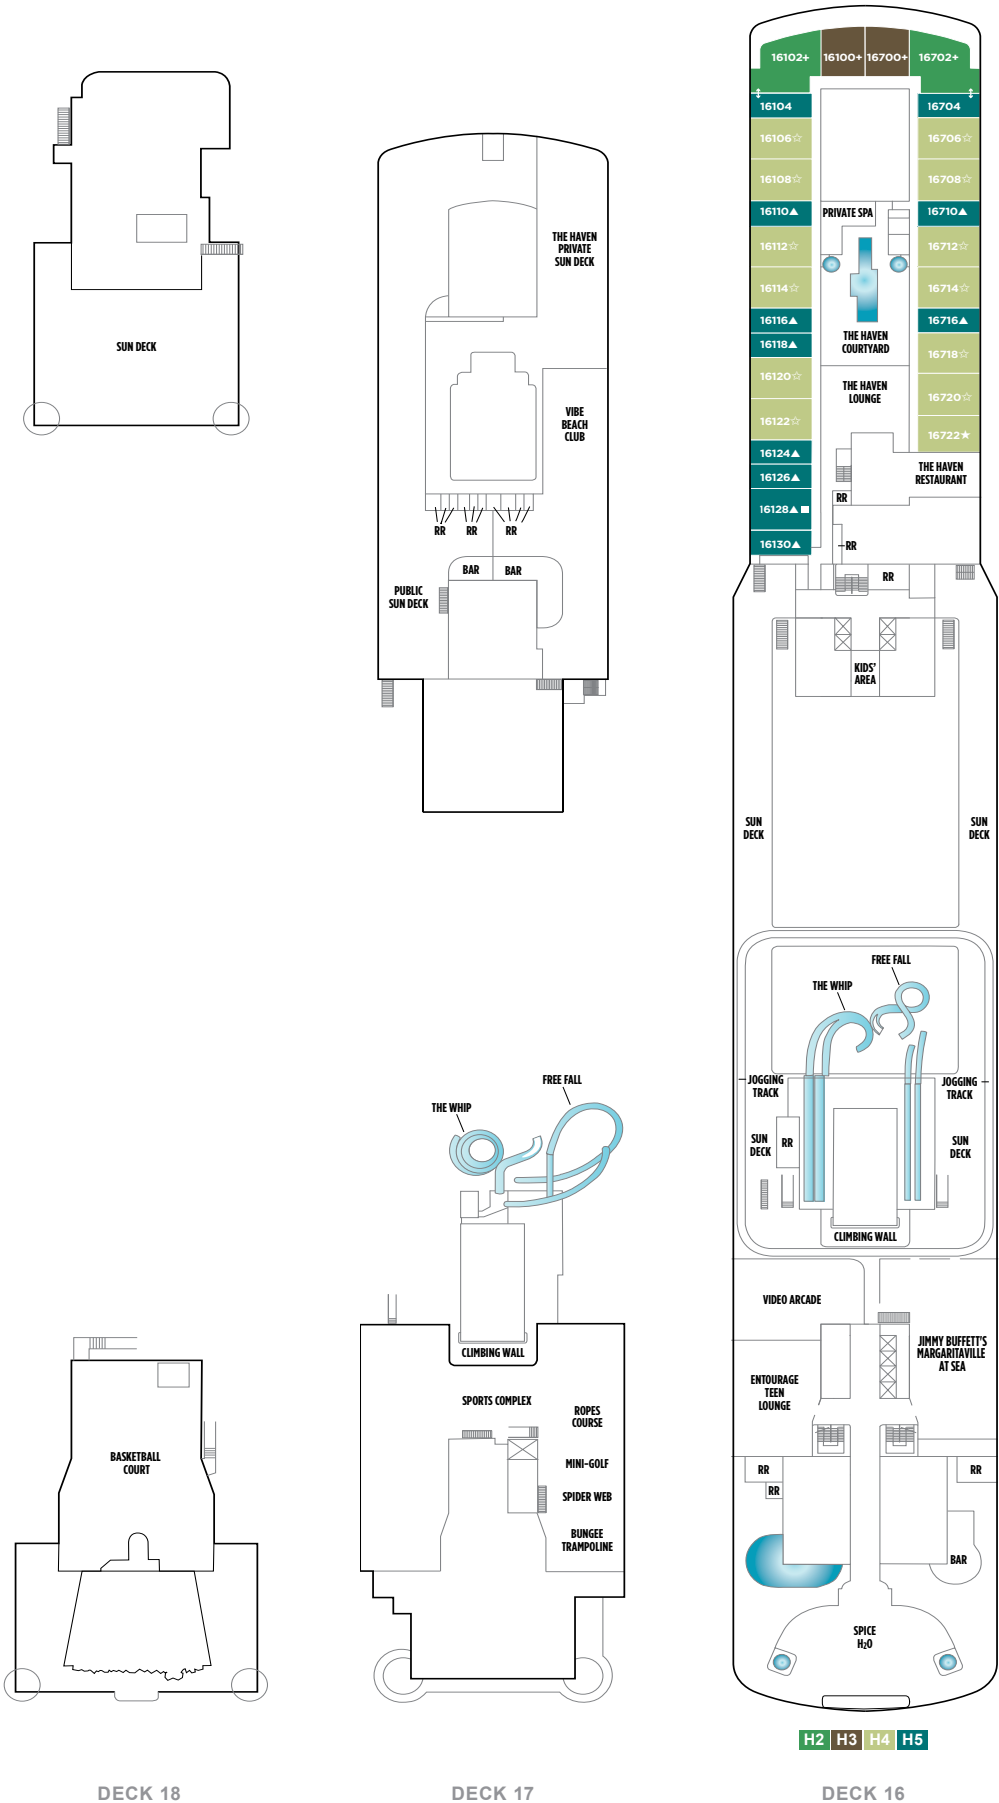 SUN DECK
BASKETBALL
COURT
DECK 18
THE HAVEN
PRIVATE
SUN DECK
VIBE
BEACH
CLUB
RR
RR
RR
BAR
BAR
PUBLIC
SUN DECK
FREE FALL
THE WHIP
CLIMBING WALL
SPORTS COMPLEX
ROPES
COURSE
MINI-GOLF
SPIDER WEB
BUNGEE
TRAMPOLINE
DECK 17
16102+
16100+
16700+
16702+
16104
16704
16106☆
16706☆
16108☆
16708☆
16110▲
PRIVATE SPA
16710▲
16112☆
16712☆
16114☆
16714☆
16116▲
16716▲
16118▲
THE HAVEN
COURTYARD
16718☆
16120☆
THE HAVEN
LOUNGE
16720☆
16122☆
16722★
16124▲
THE HAVEN
RESTAURANT
16126▲
RR
16128▲■
16130▲
RR
RR
KIDS'
AREA
SUN
DECK
SUN
DECK
FREE FALL
THE WHIP
JOGGING
TRACK
JOGGING
TRACK
SUN
DECK
RR
SUN
DECK
CLIMBING WALL
VIDEO ARCADE
JIMMY BUFFETT'S
MARGARITAVILLE
AT SEA
ENTOURAGE
TEEN
LOUNGE
RR
RR
RR
BAR
SPICE
H2O
H2 H3 H4 H5
DECK 16